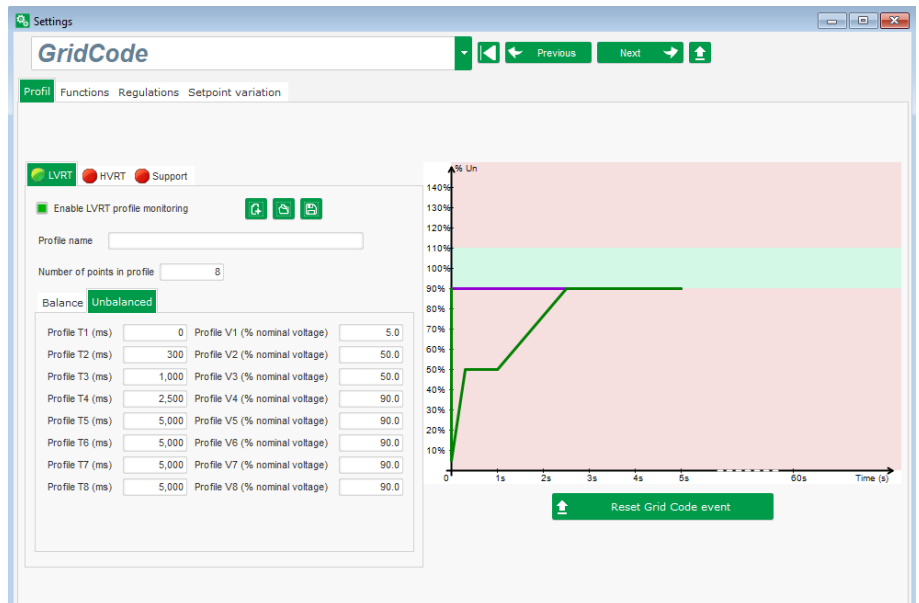 Settings
GridCode
Previous
Next
Profil Functions Regulations Setpoint variation
LVRT HVRT Support
Enable LVRT profile monitoring
Profile name
Number of points in profile 8
Balance Unbalanced
Profile T1 (ms) 0 Profile V1 (% nominal voltage) 5.0
Profile T2 (ms) 300 Profile V2 (% nominal voltage) 50.0
Profile T3 (ms) 1,000 Profile V3 (% nominal voltage) 50.0
Profile T4 (ms) 2,500 Profile V4 (% nominal voltage) 90.0
Profile T5 (ms) 5,000 Profile V5 (% nominal voltage) 90.0
Profile T6 (ms) 5,000 Profile V6 (% nominal voltage) 90.0
Profile T7 (ms) 5,000 Profile V7 (% nominal voltage) 90.0
Profile T8 (ms) 5,000 Profile V8 (% nominal voltage) 90.0
% Un
140%
130%
120%
110%
100%
90%
80%
70%
60%
50%
40%
30%
20%
10%
0 1s 2s 3s 4s 5s 60s Time (s)
Reset Grid Code event